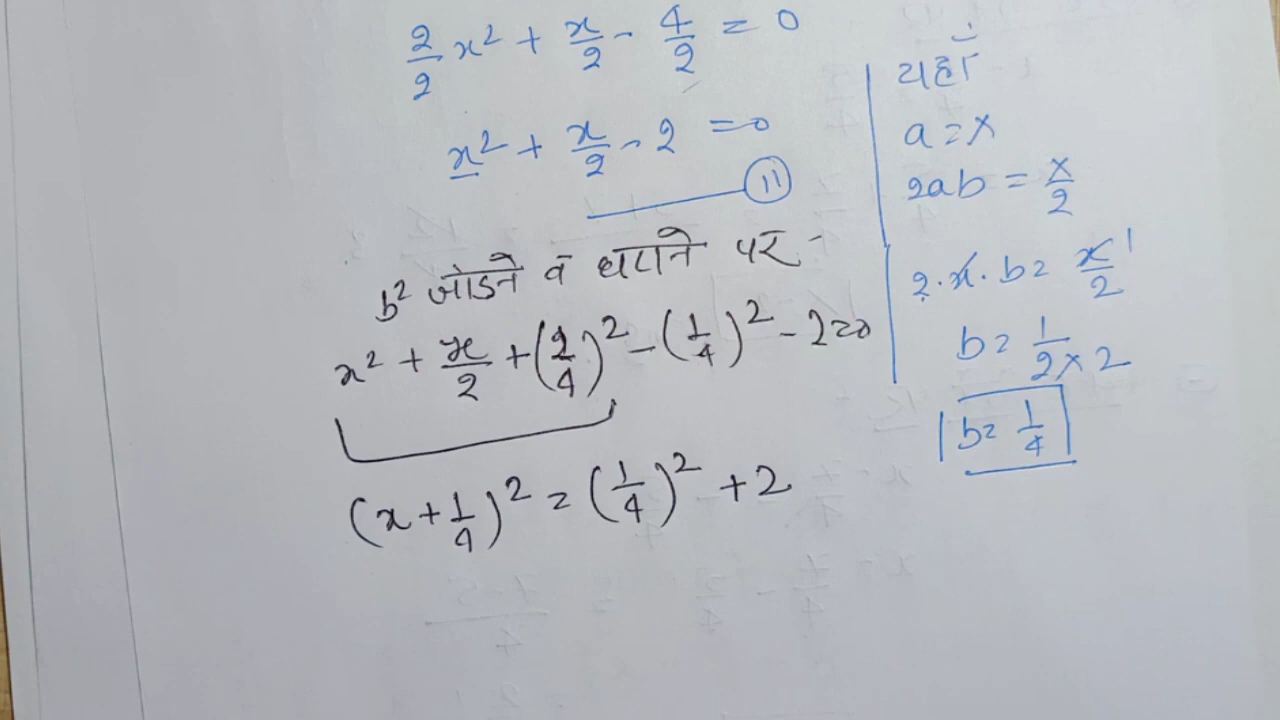 2/2 x² + x/2 - 4/2 = 0
x² + x/2 - 2 = 0
(11)
b² जोडने व घटाने पर -
x² + x/2 + (2/4)² - (1/4)² - 2 = 0
(x + 1/4)² = (1/4)² + 2
यहाँ
a = x
2ab = x/2
2·x·b = x/2 1
b = 1/2×2
b = 1/4